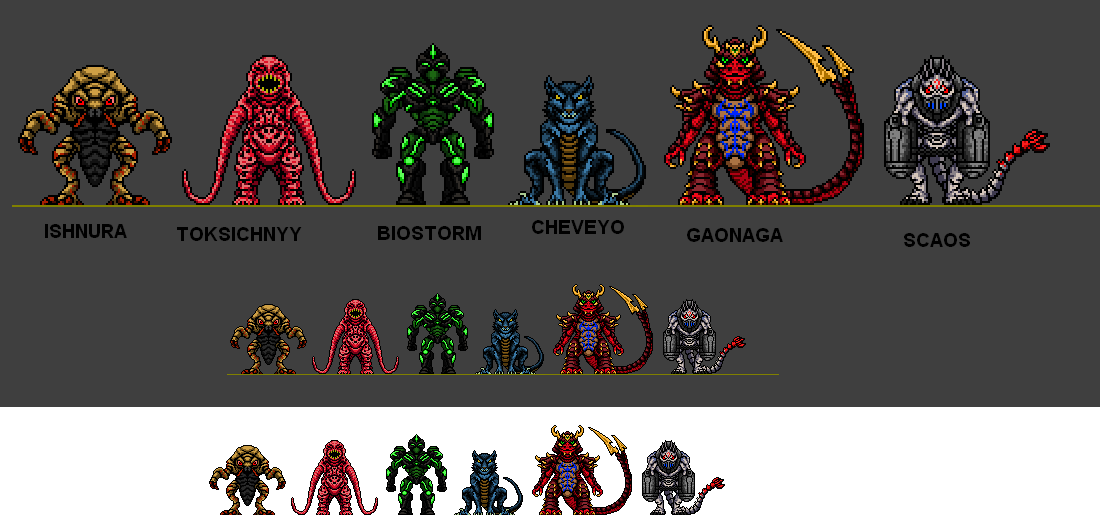 ISHNURA
TOKSICHNYY
BIOSTORM
CHEVEYO
GAONAGA
SCAOS